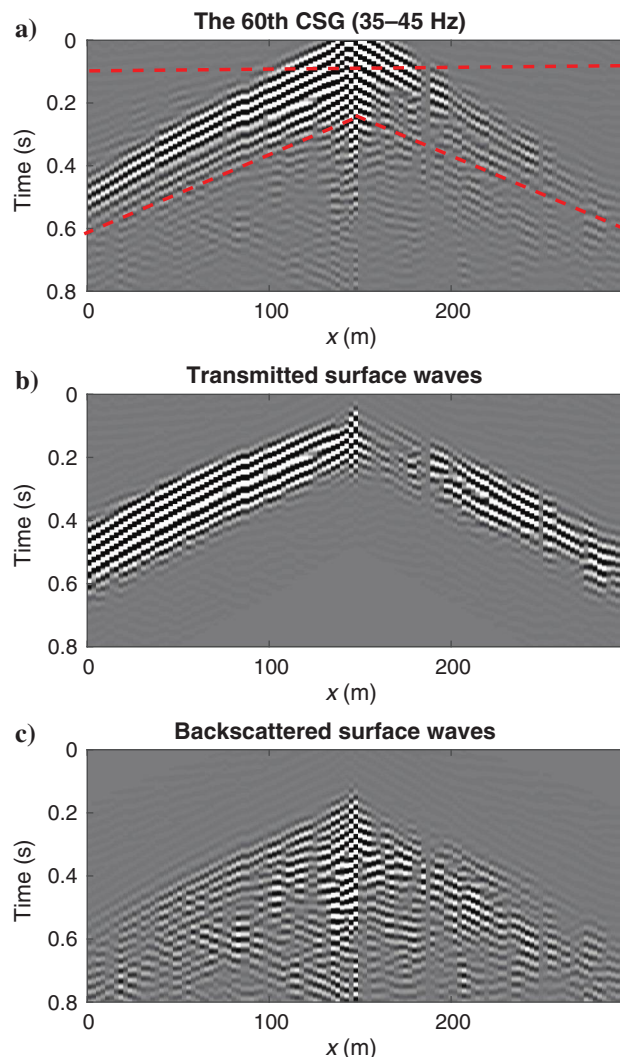 a)
The 60th CSG (35–45 Hz)
0
0.2
0.4
0.6
0.8
Time (s)
0
100
200
x (m)
b)
Transmitted surface waves
0
0.2
0.4
0.6
0.8
Time (s)
0
100
200
x (m)
c)
Backscattered surface waves
0
0.2
0.4
0.6
0.8
Time (s)
0
100
200
x (m)